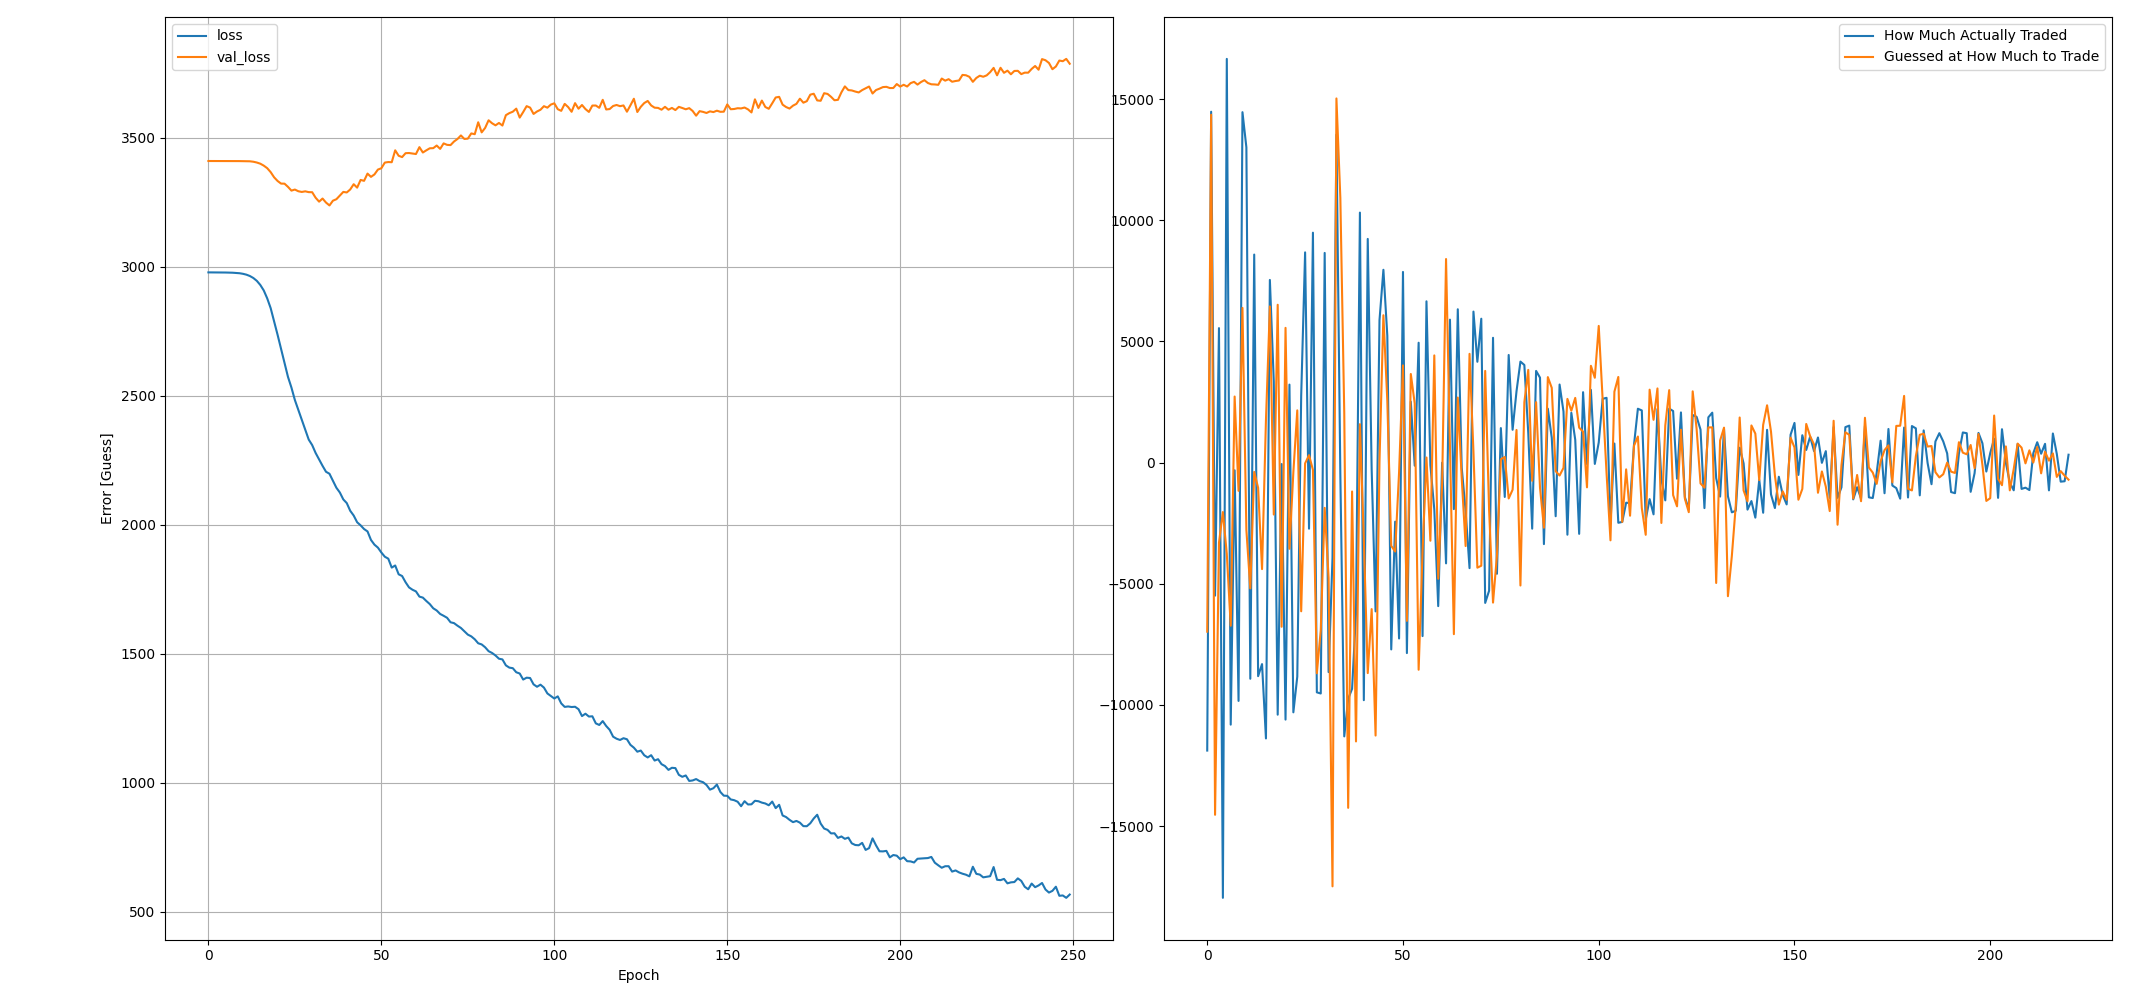 loss
val_loss
3500
3000
2500
2000
1500
1000
500
Error [Guess]
0 50 100 150 200 250
Epoch
How Much Actually Traded
Guessed at How Much to Trade
15000
10000
5000
0
−5000
−10000
−15000
0 50 100 150 200